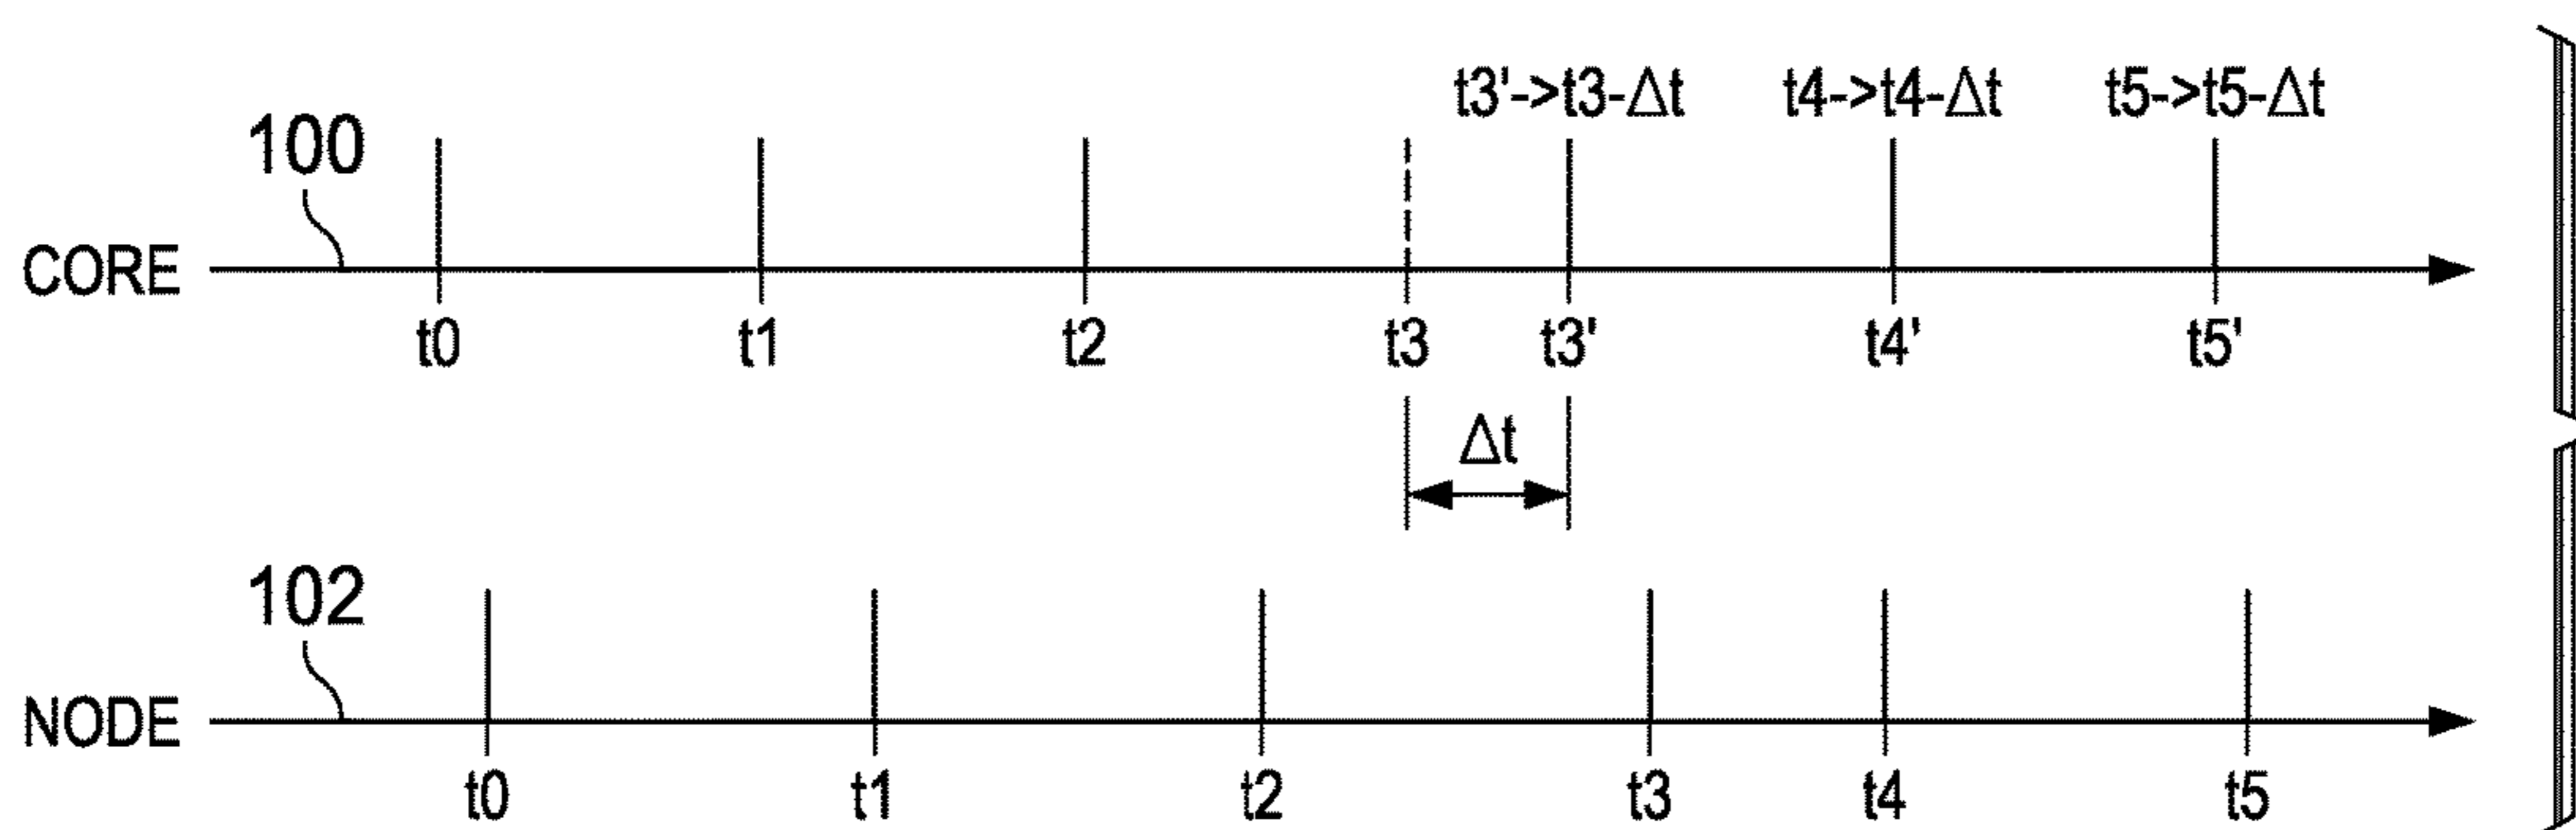 t3'->t3-Δt t4->t4-Δt t5->t5-Δt
100
CORE
t0 t1 t2 t3 t3' t4' t5'
Δt
102
NODE
t0 t1 t2 t3 t4 t5